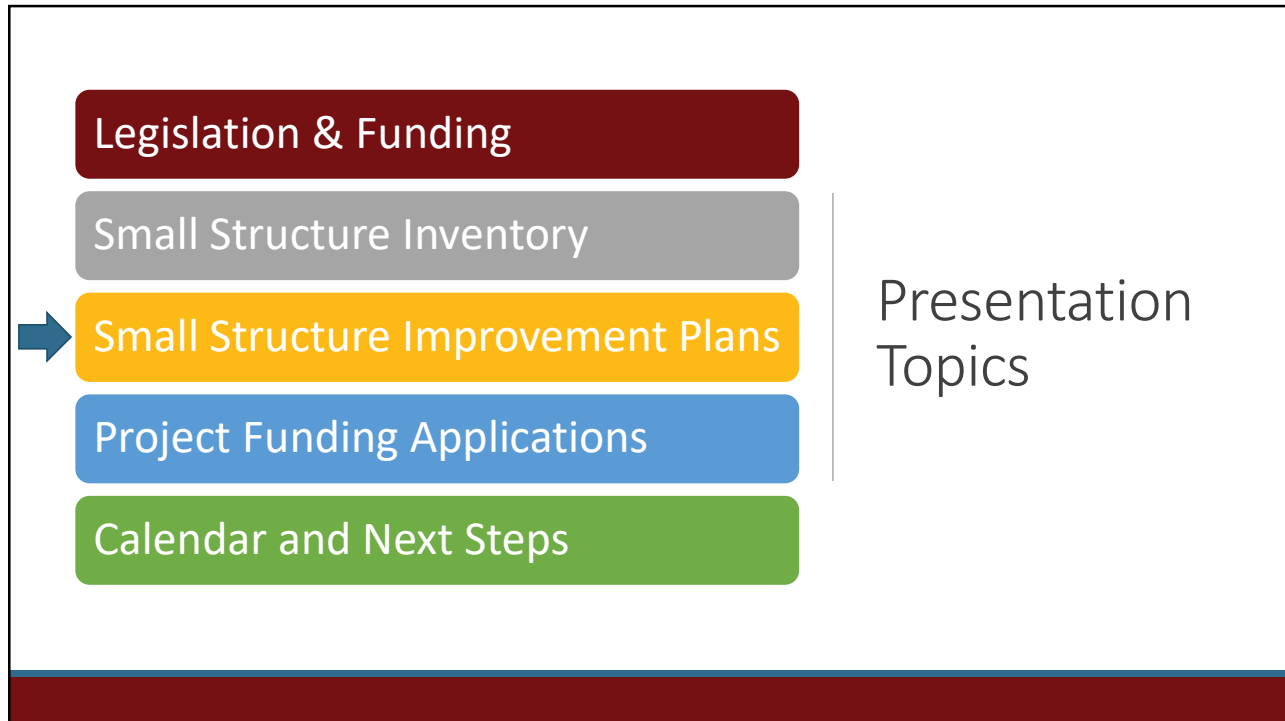 Legislation & Funding
Small Structure Inventory
Small Structure Improvement Plans
Project Funding Applications
Calendar and Next Steps
Presentation
Topics